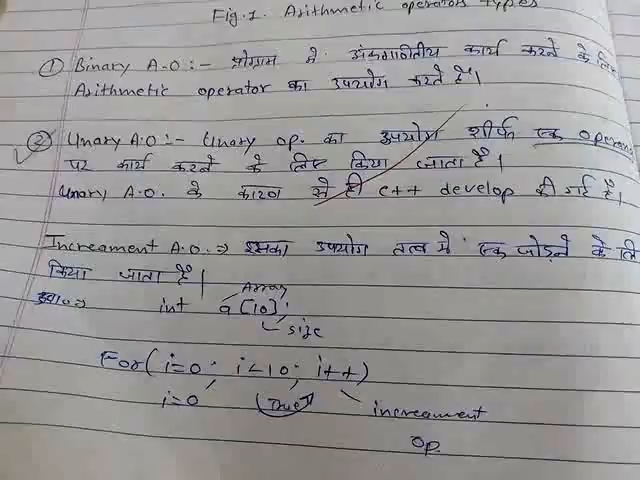 Fig. 1. Arithmetic operators types
① Binary A.O:- प्रोग्राम मे अंकगणितीय कार्य करने के लिए
Arithmetic operator का उपयोग करते है।
② Unary A.O:- Unary op. का उपयोग शीर्फ एक operan
पर कार्य करने के लिए किया जाता है।
Unary A.O. के कारण से ही c++ develop की गई है।
Increament A.O. ⇒ इसका उपयोग तत्व मे एक जोड़ने के लि
किया जाता है।
Array
उदा०⇒ int a[10];
size
For(i=0; i<10; i++)
i=0 (True) increament
op.